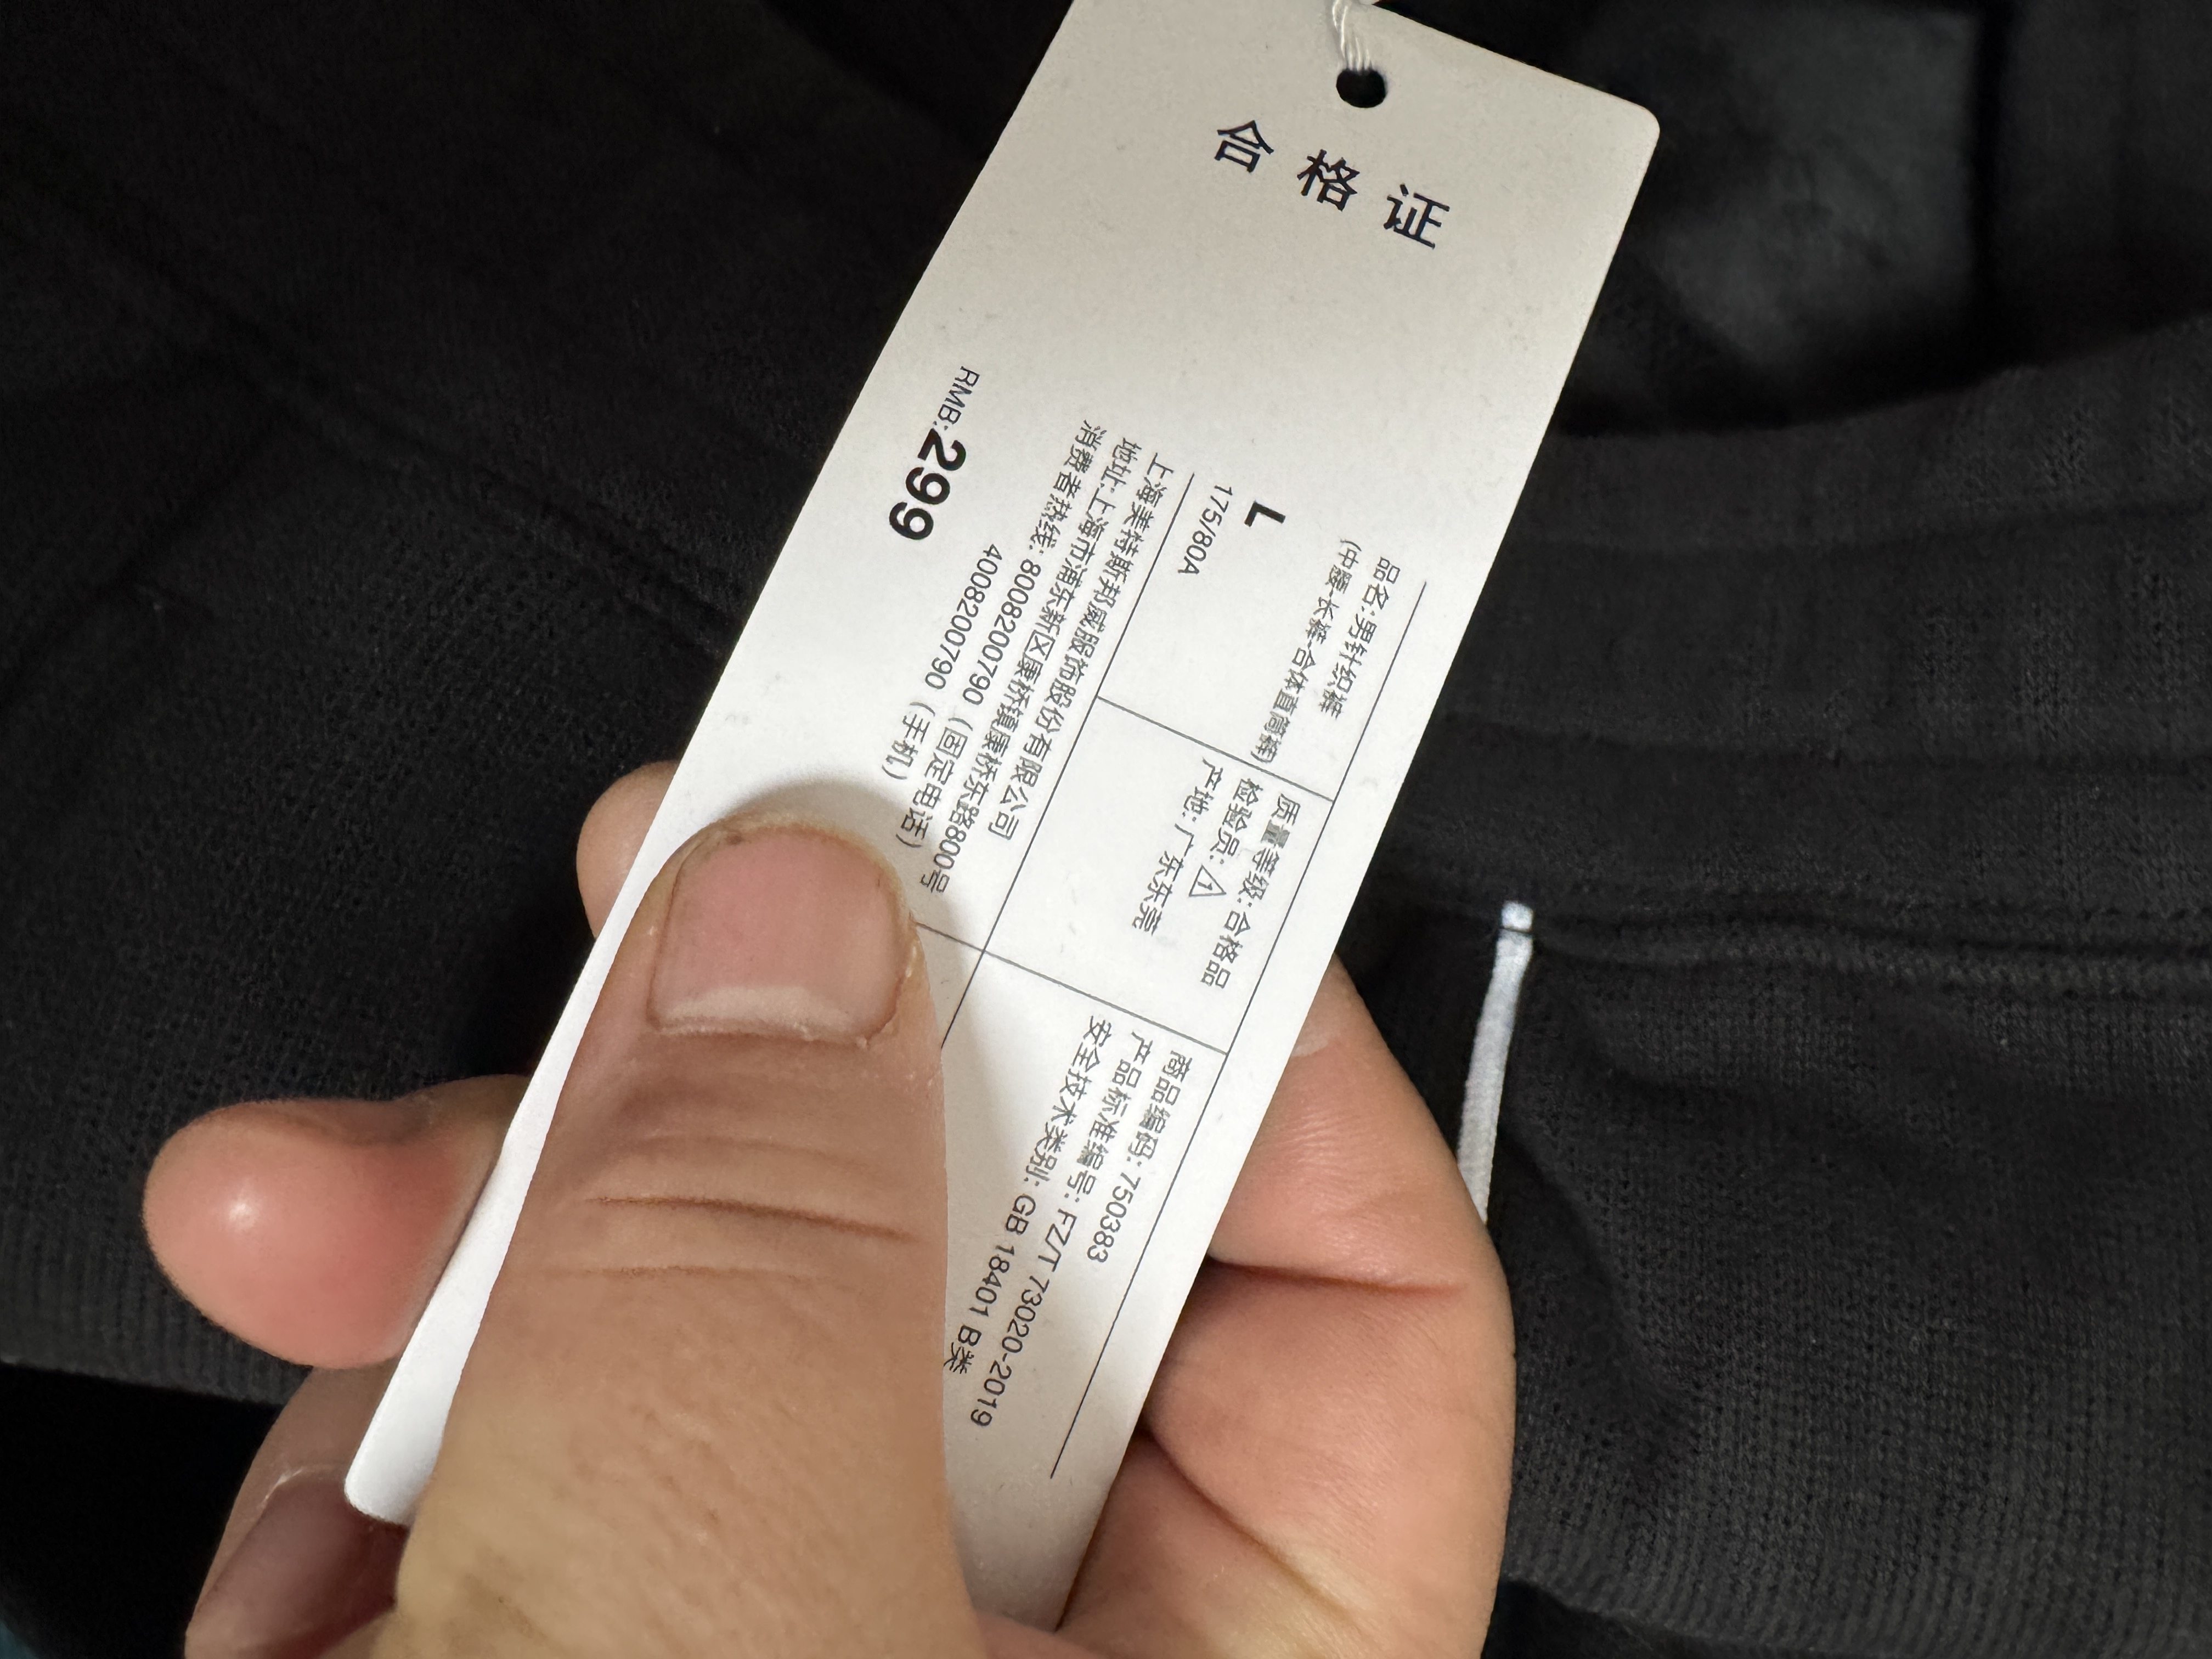 合格证
品名:男针织裤
(中腰-长裤-合体直筒裤)
L
175/80A
质量等级:合格品
检验员:1
产地:广东东莞
商品编码:750383
产品标准编号:FZ/T 73020-2019
安全技术类别:GB 18401 B类
上海美特斯邦威服饰股份有限公司
地址:上海市浦东新区康桥镇康桥东路800号
消费者热线:8008200790(固定电话)
4008200790(手机)
RMB:299